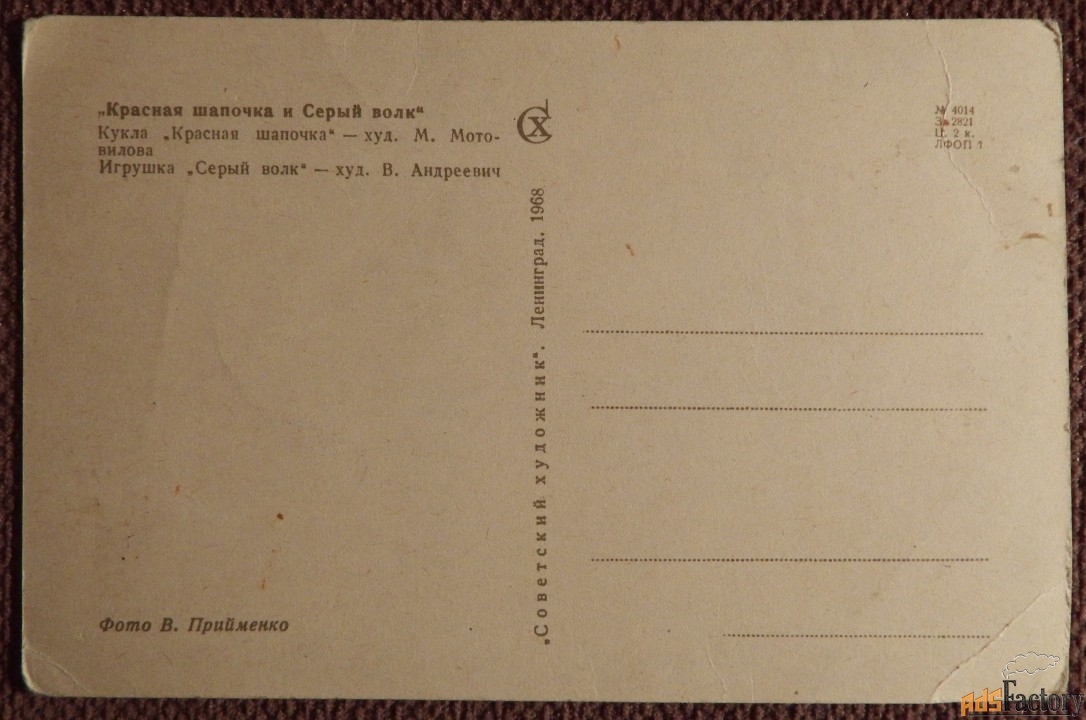 „Красная шапочка и Серый волк“
Кукла „Красная шапочка“ — худ. М. Мото-
вилова
Игрушка „Серый волк“ — худ. В. Андреевич
Фото В. Прийменко
СХ
„Советский художник“. Ленинград. 1968
№ 4014
З. 2821
Ц. 2 к.
ЛФОП 1
AdsFactory